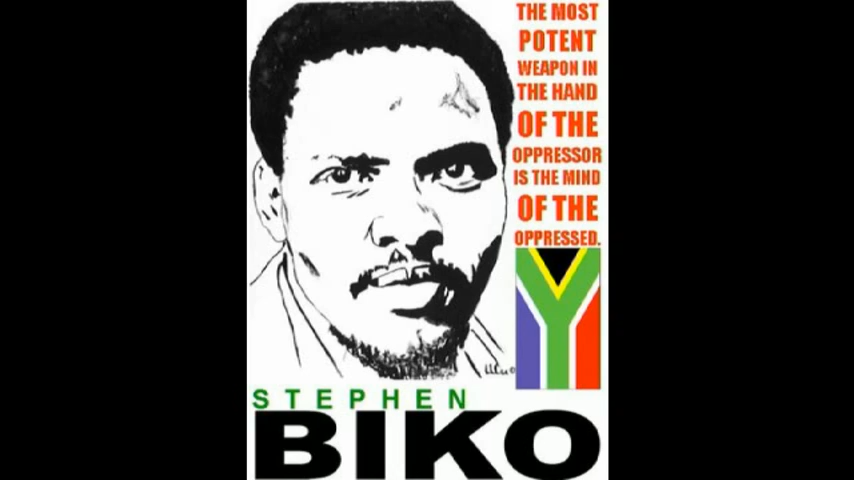 THE MOST
POTENT
WEAPON IN
THE HAND
OF THE
OPPRESSOR
IS THE MIND
OF THE
OPPRESSED.
STEPHEN
BIKO